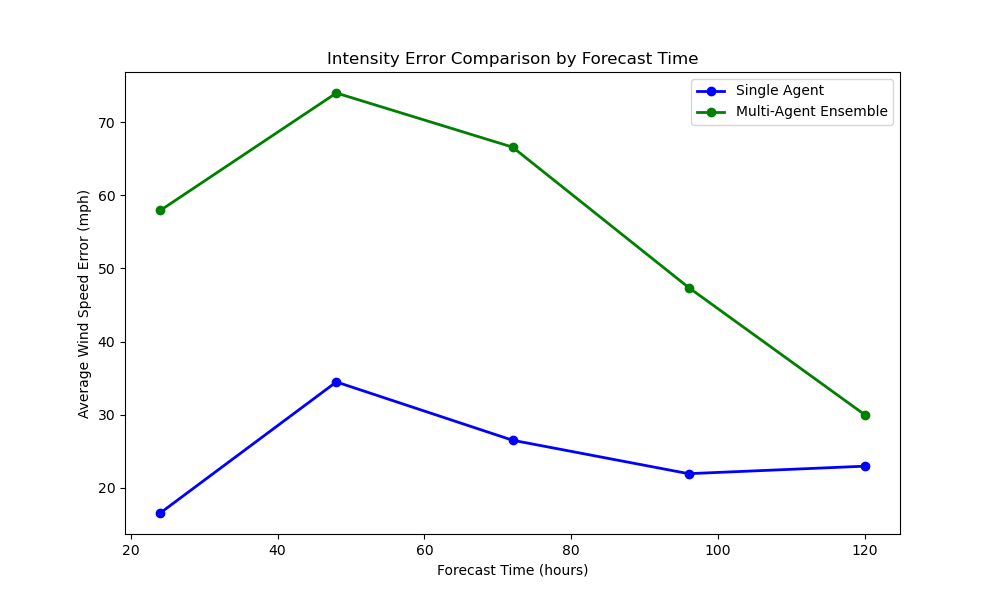 Intensity Error Comparison by Forecast Time
Single Agent
Multi-Agent Ensemble
Average Wind Speed Error (mph)
70
60
50
40
30
20
20 40 60 80 100 120
Forecast Time (hours)